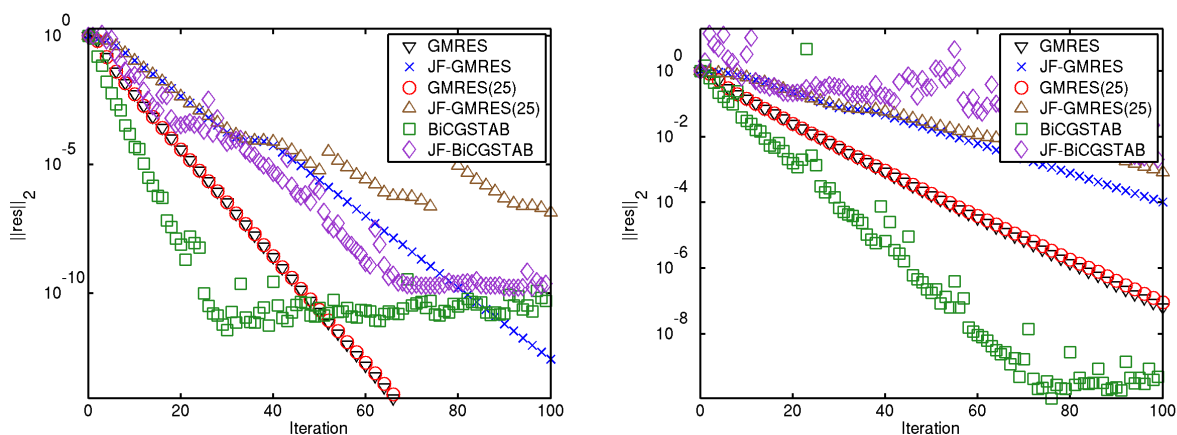 0
10^0
10^-5
10^-10
||res||_2
0 20 40 60 80 100
Iteration
GMRES
JF-GMRES
GMRES(25)
JF-GMRES(25)
BiCGSTAB
JF-BiCGSTAB
0
10
10^-2
10^-4
10^-6
10^-8
||res||_2
0 20 40 60 80 100
Iteration
GMRES
JF-GMRES
GMRES(25)
JF-GMRES(25)
BiCGSTAB
JF-BiCGSTAB